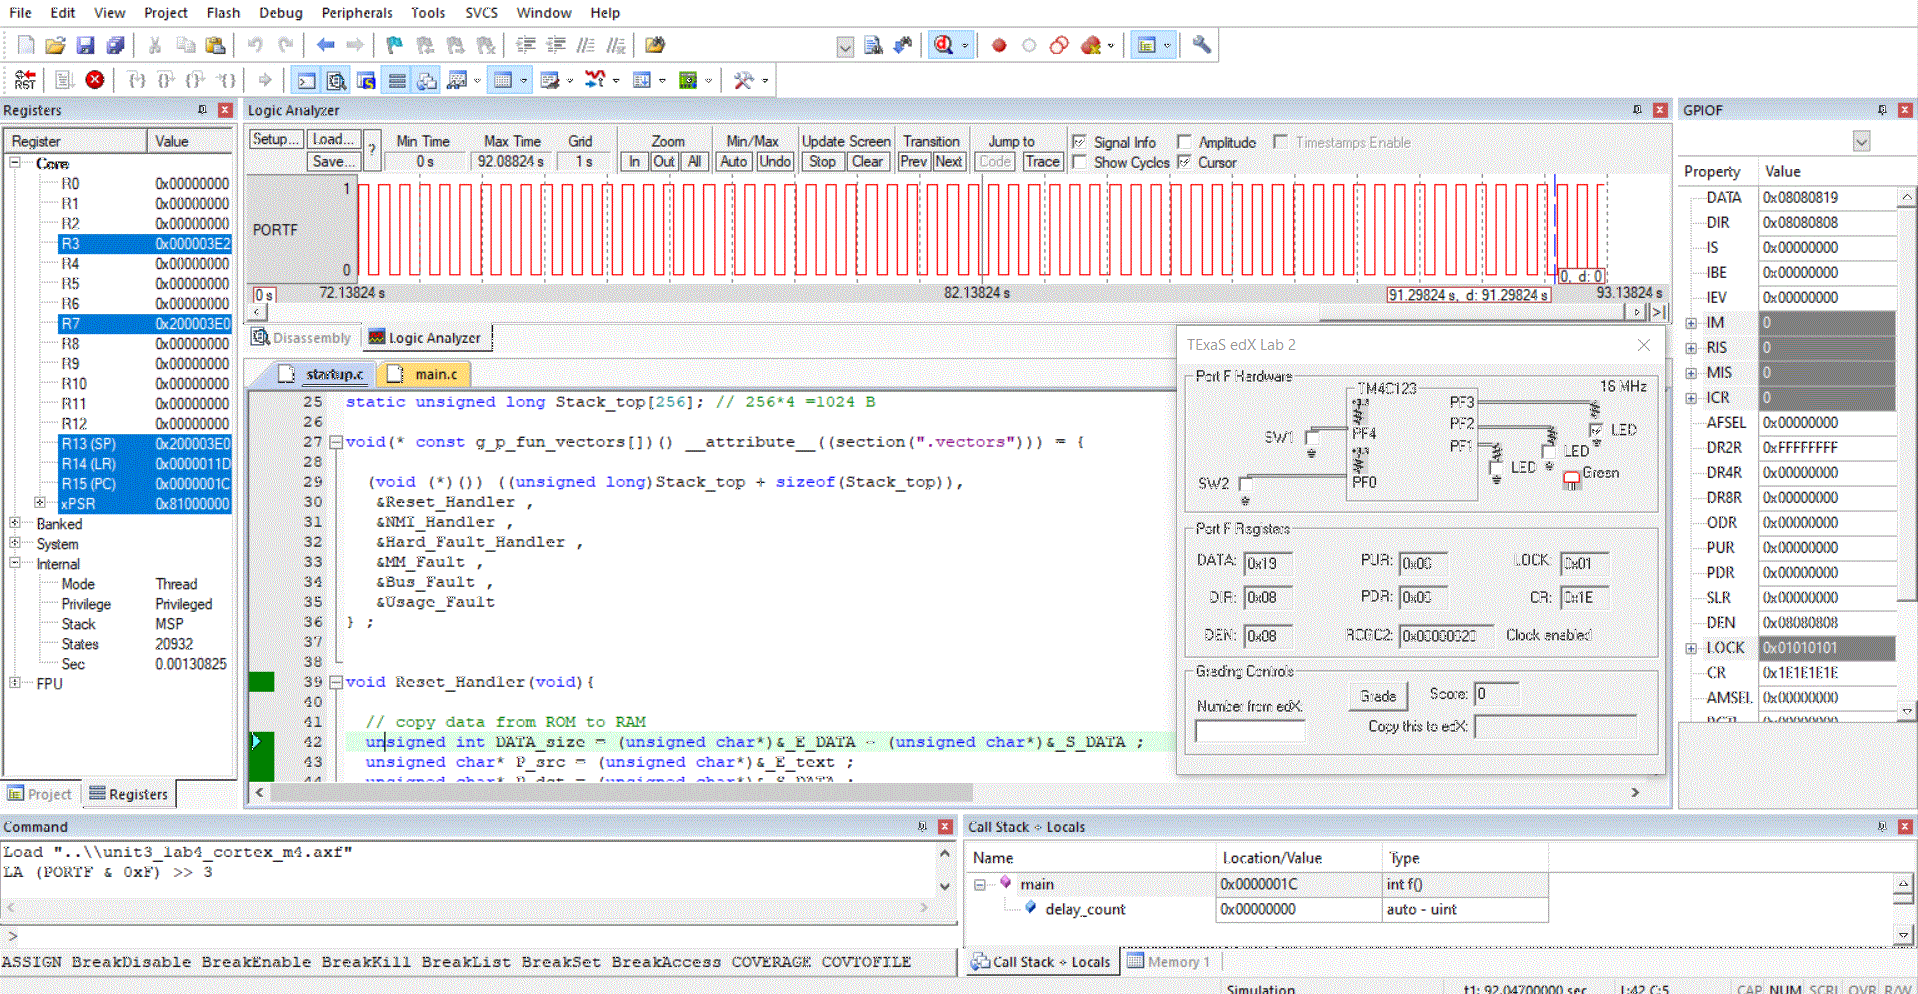 File Edit View Project Flash Debug Peripherals Tools SVCS Window Help
RST
Registers
Register Value
Core
R0 0x00000000
R1 0x00000000
R2 0x00000000
R3 0x000003E2
R4 0x00000000
R5 0x00000000
R6 0x00000000
R7 0x200003E0
R8 0x00000000
R9 0x00000000
R10 0x00000000
R11 0x00000000
R12 0x00000000
R13 (SP) 0x200003E0
R14 (LR) 0x0000011D
R15 (PC) 0x0000001C
xPSR 0x81000000
Banked
System
Internal
Mode Thread
Privilege Privileged
Stack MSP
States 20932
Sec 0.00130825
FPU
Project Registers
Logic Analyzer
Setup... Load... ? Min Time Max Time Grid Zoom Min/Max Update Screen Transition Jump to Signal Info Amplitude Timestamps Enable
Save... 0 s 92.08824 s 1 s In Out All Auto Undo Stop Clear Prev Next Code Trace Show Cycles Cursor
1
PORTF
0
0, d: 0
0 s 72.13824 s 82.13824 s 91.29824 s, d: 91.29824 s 93.13824 s
Disassembly Logic Analyzer
startup.c main.c
25 static unsigned long Stack_top[256]; // 256*4 =1024 B
26
27 void(* const g_p_fun_vectors[])() __attribute__((section(".vectors"))) = {
28
29 (void (*)()) ((unsigned long)Stack_top + sizeof(Stack_top)),
30 &Reset_Handler ,
31 &NMI_Handler ,
32 &Hard_Fault_Handler ,
33 &MM_Fault ,
34 &Bus_Fault ,
35 &Usage_Fault
36 } ;
37
38
39 void Reset_Handler(void){
40
41 // copy data from ROM to RAM
42 unsigned int DATA_size = (unsigned char*)&_E_DATA - (unsigned char*)&_S_DATA ;
43 unsigned char* P_src = (unsigned char*)&_E_text ;
44 unsigned char* P_dst = (unsigned char*)&_S_DATA ;
TExaS edX Lab 2
Port F Hardware
TM4C123 16 MHz
PF3
PF2
PF1
SW1 PF4
LED
LED
LED
Green
SW2 PF0
Port F Registers
DATA: 0x19 PUR: 0x00 LOCK: 0x01
DIR: 0x08 PDR: 0x00 CR: 0x1E
DEN: 0x08 RCGC2: 0x00000020 Clock enabled
Grading Controls
Number from edX: Grade Score: 0
Copy this to edX:
GPIOF
Property Value
DATA 0x08080819
DIR 0x08080808
IS 0x00000000
IBE 0x00000000
IEV 0x00000000
IM 0
RIS 0
MIS 0
ICR 0
AFSEL 0x00000000
DR2R 0xFFFFFFFF
DR4R 0x00000000
DR8R 0x00000000
ODR 0x00000000
PUR 0x00000000
PDR 0x00000000
SLR 0x00000000
DEN 0x08080808
LOCK 0x01010101
CR 0x1E1E1E1E
AMSEL 0x00000000
Command
Load "..\\unit3_lab4_cortex_m4.axf"
LA (PORTF & 0xF) >> 3
>
ASSIGN BreakDisable BreakEnable BreakKill BreakList BreakSet BreakAccess COVERAGE COVTOFILE
Call Stack + Locals
Name Location/Value Type
main 0x0000001C int f()
delay_count 0x00000000 auto - uint
Call Stack + Locals Memory 1
Simulation t1: 92.04700000 sec L:42 C:5 CAP NUM SCRL OVR R/W